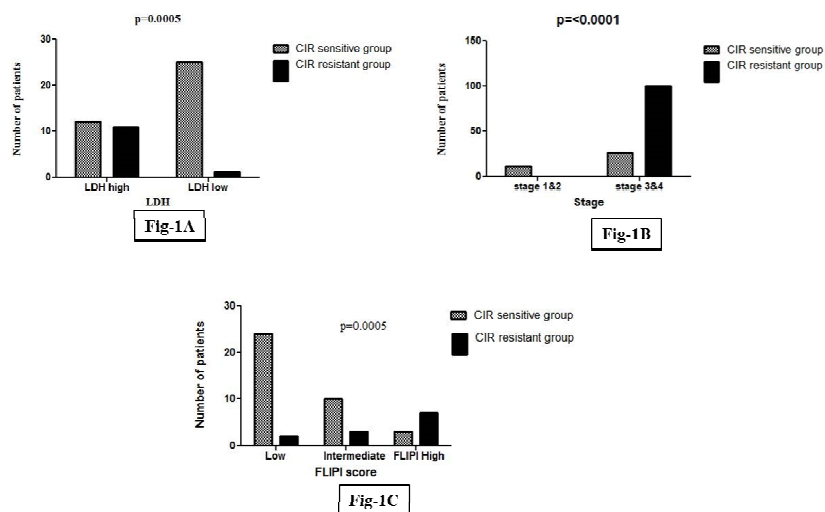 p=0.0005
30
20
10
0
Number of patients
CIR sensitive group
CIR resistant group
LDH high
LDH low
LDH
Fig-1A
p=<0.0001
150
100
50
0
Number of patients
CIR sensitive group
CIR resistant group
stage 1&2
stage 3&4
Stage
Fig-1B
30
20
10
0
Number of patients
p=0.0005
CIR sensitive group
CIR resistant group
Low
Intermediate
FLIPI High
FLIPI score
Fig-1C